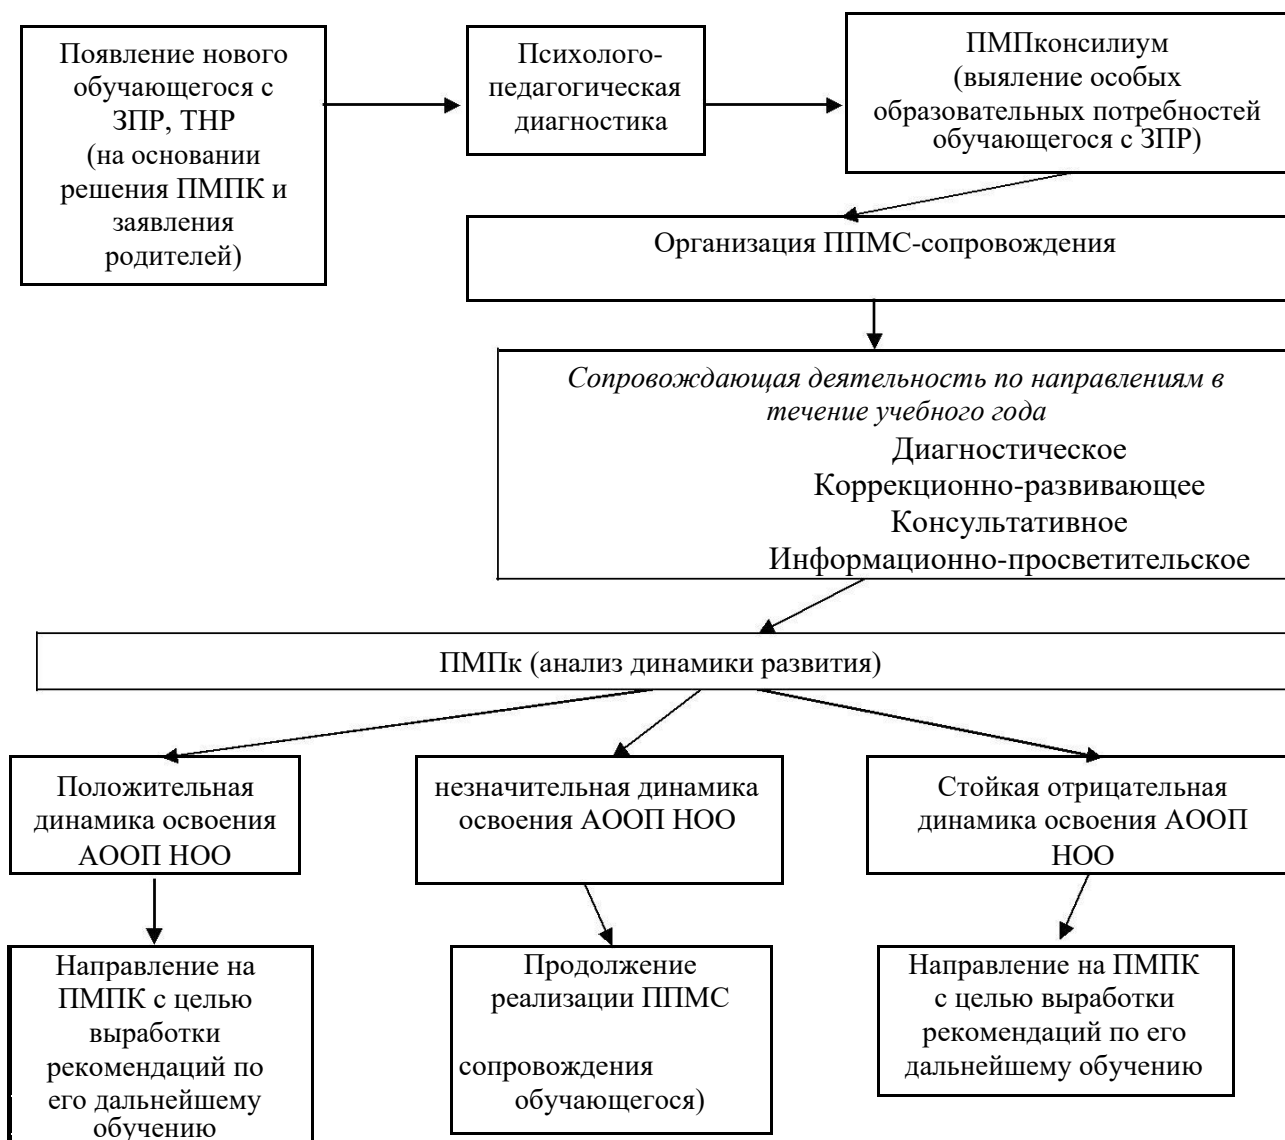 Появление нового
обучающегося с
ЗПР, ТНР
(на основании
решения ПМПК и
заявления
родителей)
Психолого-
педагогическая
диагностика
ПМПконсилиум
(выяление особых
образовательных потребностей
обучающегося с ЗПР)
Организация ППМС-сопровождения
Сопровождающая деятельность по направлениям в
течение учебного года
Диагностическое
Коррекционно-развивающее
Консультативное
Информационно-просветительское
ПМПк (анализ динамики развития)
Положительная
динамика освоения
АООП НОО
незначительная динамика
освоения АООП НОО
Стойкая отрицательная
динамика освоения АООП
НОО
Направление на
ПМПК с целью
выработки
рекомендаций по
его дальнейшему
обучению
Продолжение
реализации ППМС
сопровождения
обучающегося)
Направление на ПМПК
с целью выработки
рекомендаций по его
дальнейшему обучению